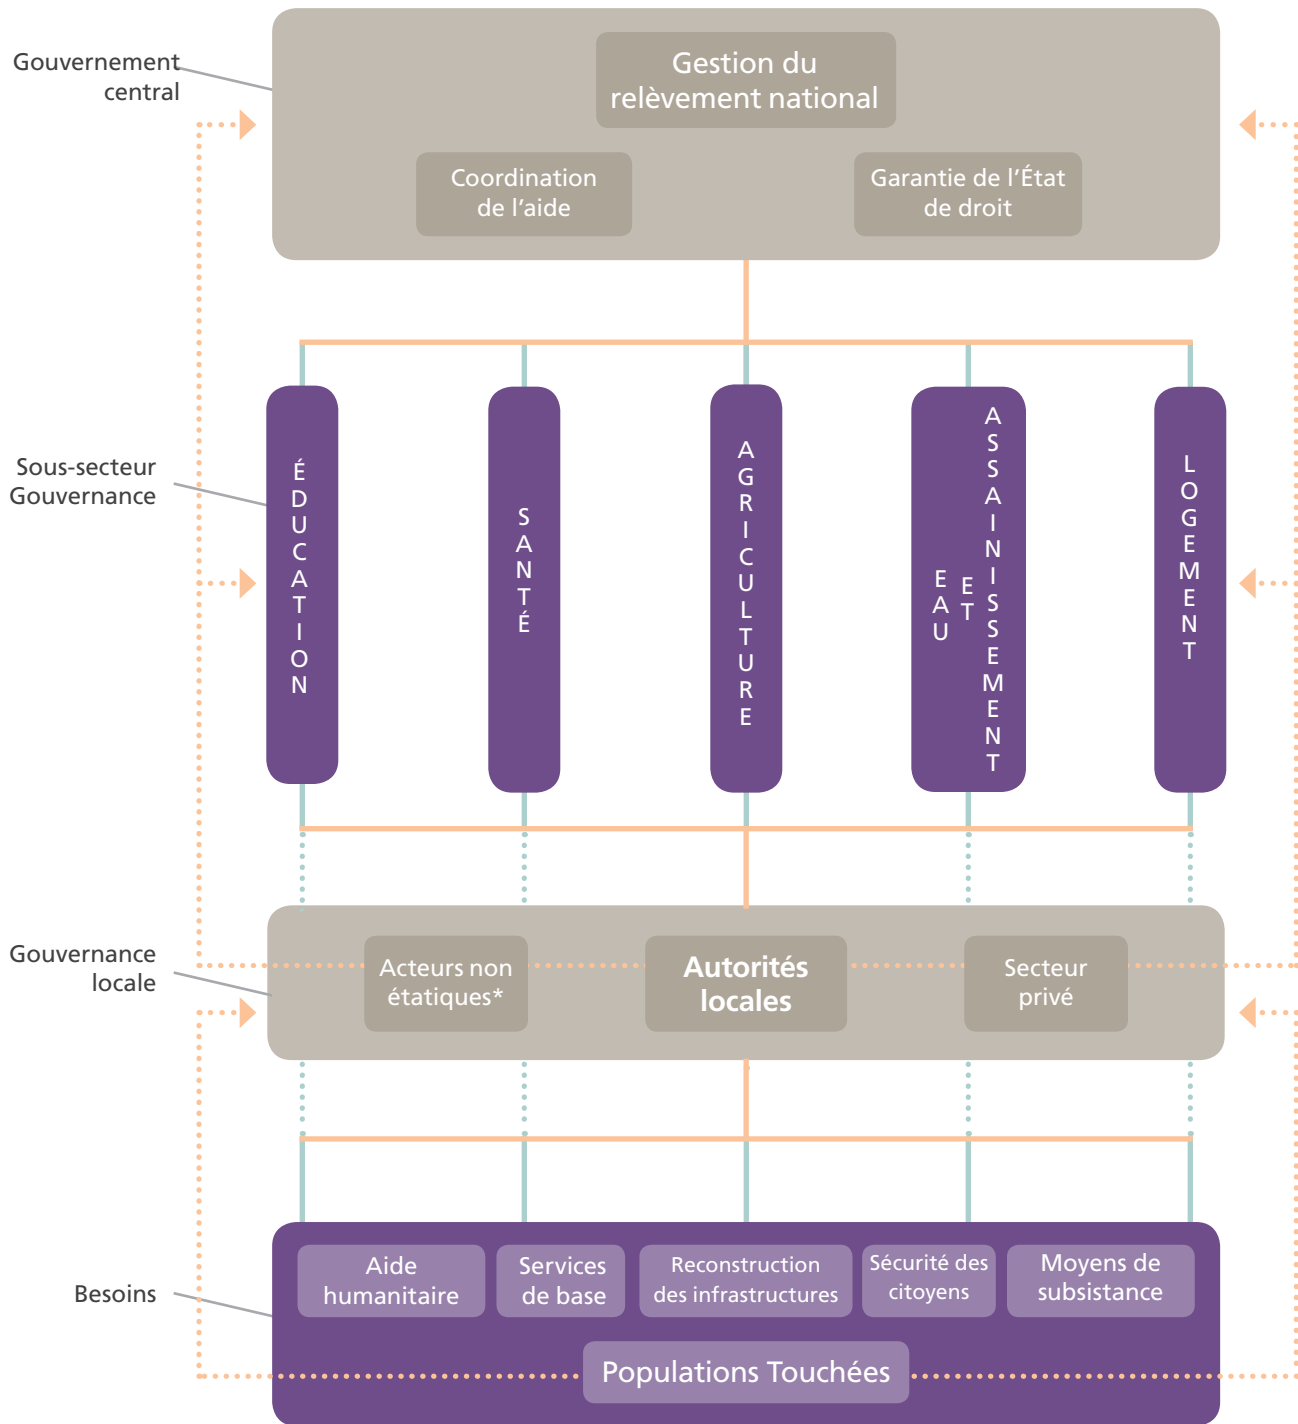 Gouvernement
central
Gestion du
relèvement national
Coordination
de l'aide
Garantie de l'État
de droit
Sous-secteur
Gouvernance
ÉDUCATION
SANTÉ
AGRICULTURE
EAU
ET
ASSAINISSEMENT
LOGEMENT
Gouvernance
locale
Acteurs non
étatiques*
Autorités
locales
Secteur
privé
Besoins
Aide
humanitaire
Services
de base
Reconstruction
des infrastructures
Sécurité des
citoyens
Moyens de
subsistance
Populations Touchées